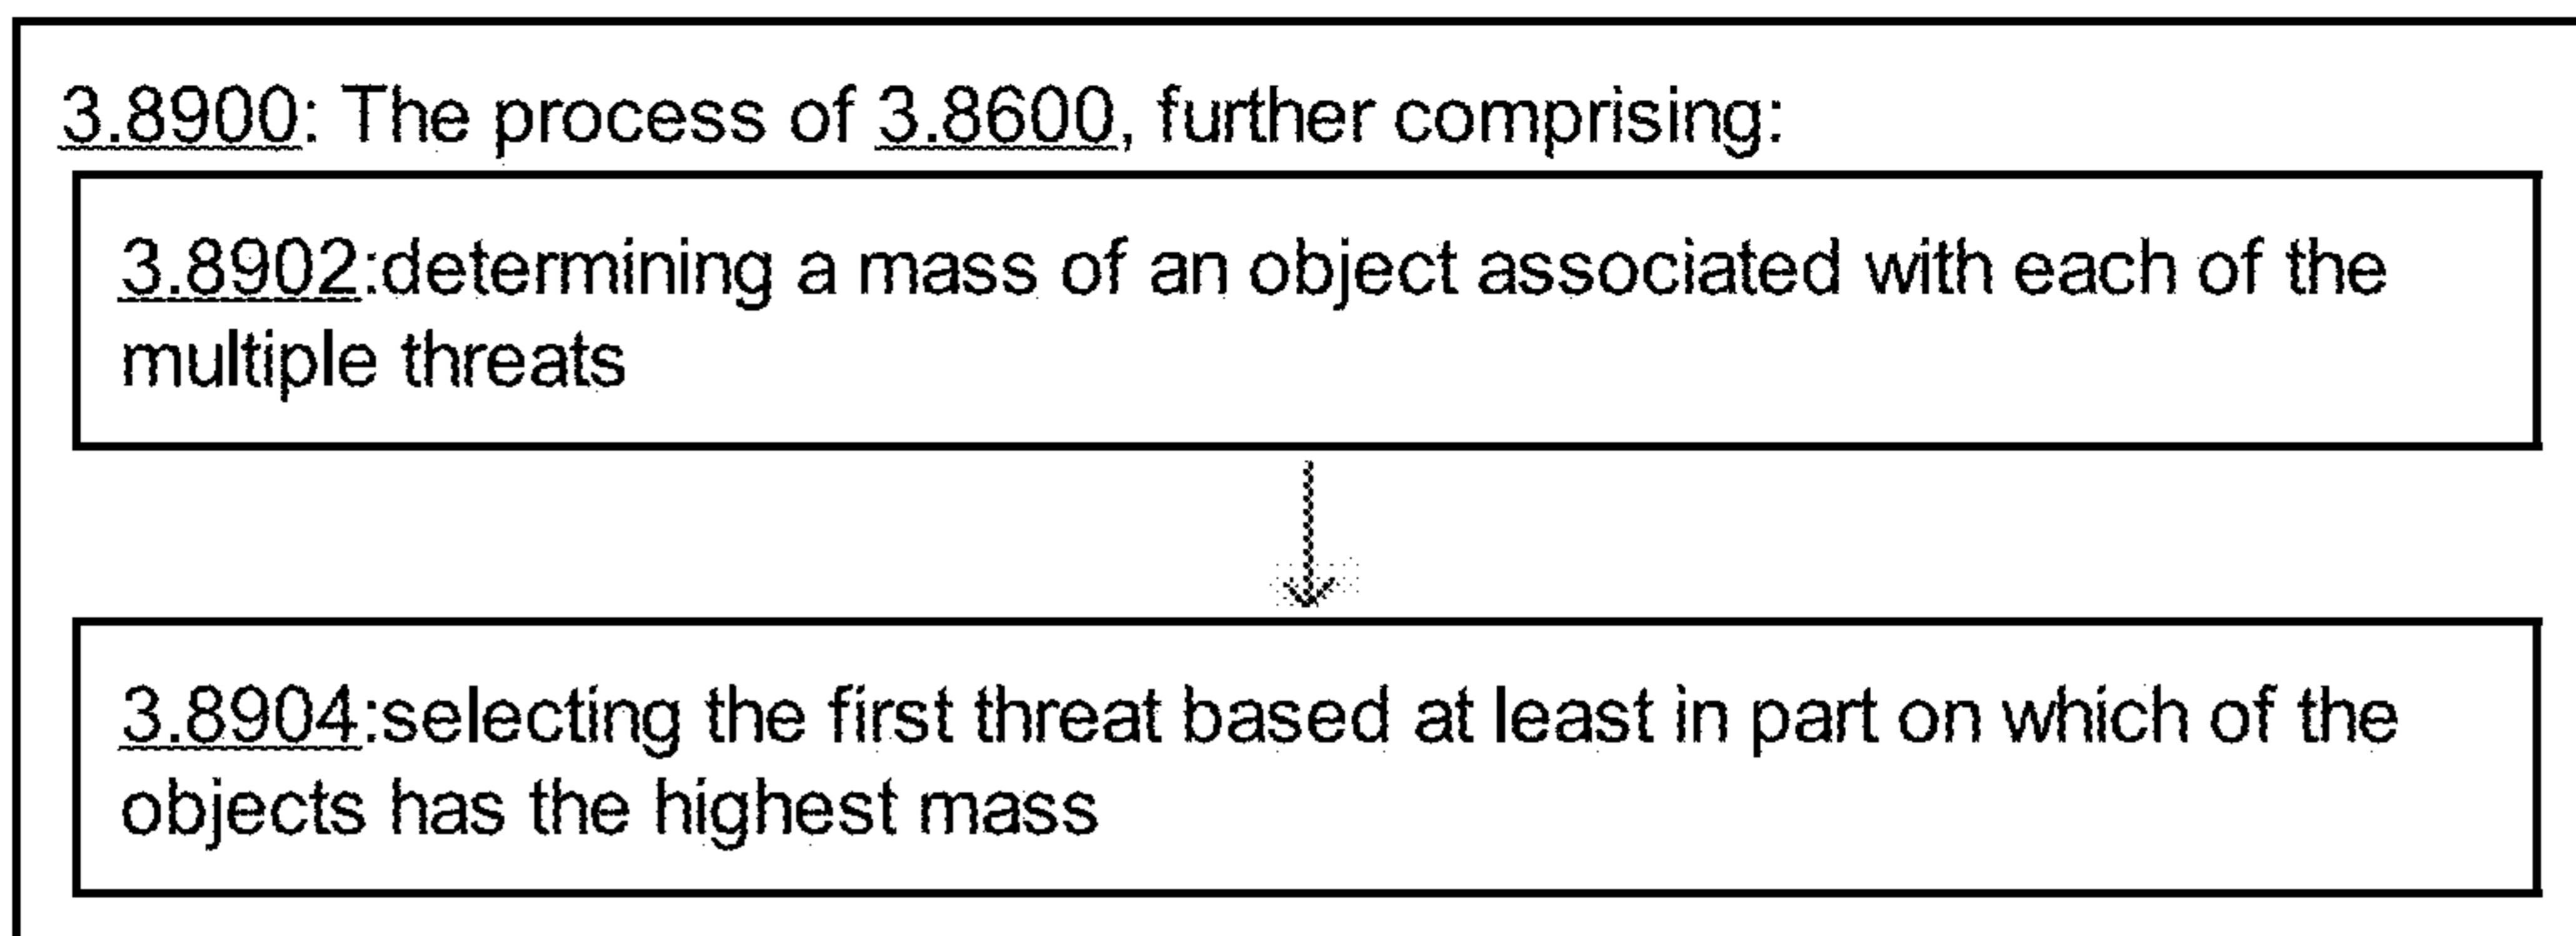 3.8900: The process of 3.8600, further comprising:
3.8902:determining a mass of an object associated with each of the
multiple threats
3.8904:selecting the first threat based at least in part on which of the
objects has the highest mass